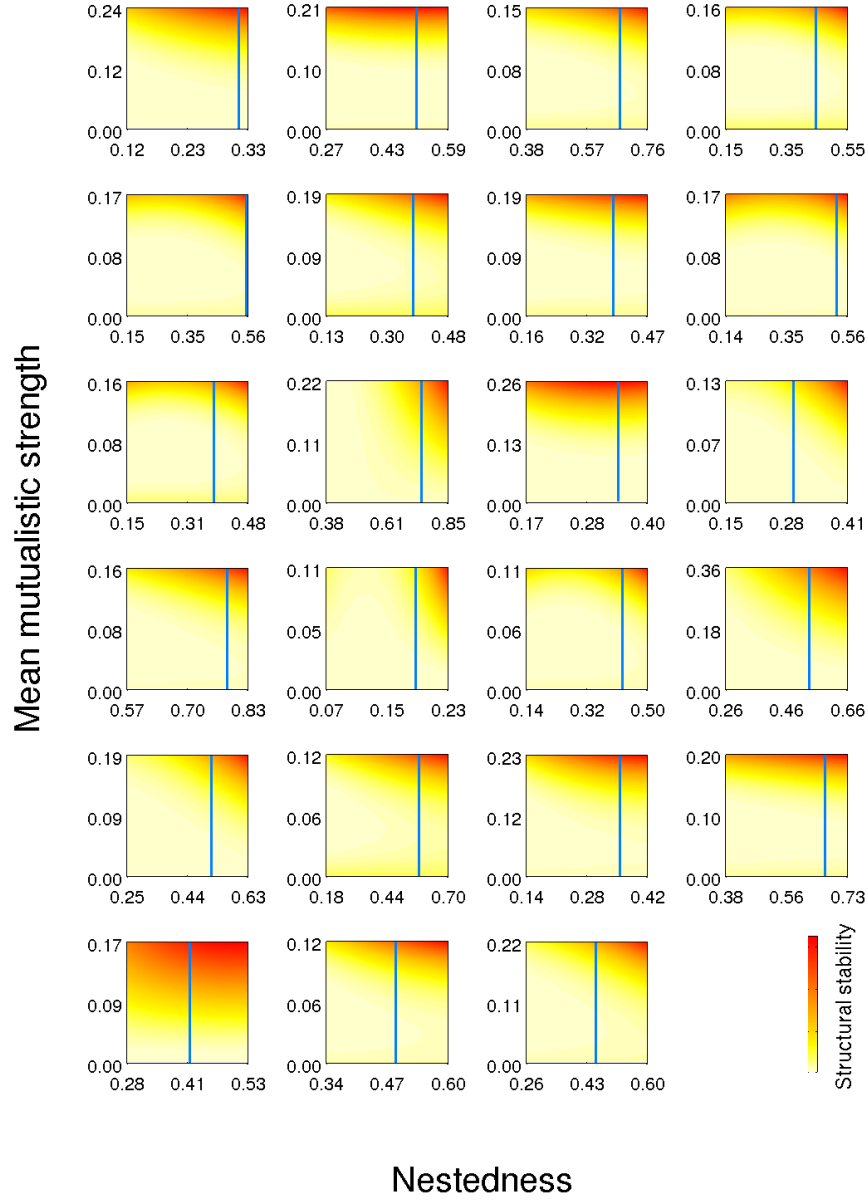 Mean mutualistic strength
0.24 0.21 0.15 0.16
0.12 0.10 0.08 0.08
0.00 0.00 0.00 0.00
0.12 0.23 0.33 0.27 0.43 0.59 0.38 0.57 0.76 0.15 0.35 0.55
0.17 0.19 0.19 0.17
0.08 0.09 0.09 0.08
0.00 0.00 0.00 0.00
0.15 0.35 0.56 0.13 0.30 0.48 0.16 0.32 0.47 0.14 0.35 0.56
0.16 0.22 0.26 0.13
0.08 0.11 0.13 0.07
0.00 0.00 0.00 0.00
0.15 0.31 0.48 0.38 0.61 0.85 0.17 0.28 0.40 0.15 0.28 0.41
0.16 0.11 0.11 0.36
0.08 0.05 0.06 0.18
0.00 0.00 0.00 0.00
0.57 0.70 0.83 0.07 0.15 0.23 0.14 0.32 0.50 0.26 0.46 0.66
0.19 0.12 0.23 0.20
0.09 0.06 0.12 0.10
0.00 0.00 0.00 0.00
0.25 0.44 0.63 0.18 0.44 0.70 0.14 0.28 0.42 0.38 0.56 0.73
0.17 0.12 0.22
0.09 0.06 0.11
0.00 0.00 0.00
0.28 0.41 0.53 0.34 0.47 0.60 0.26 0.43 0.60
Structural stability
Nestedness